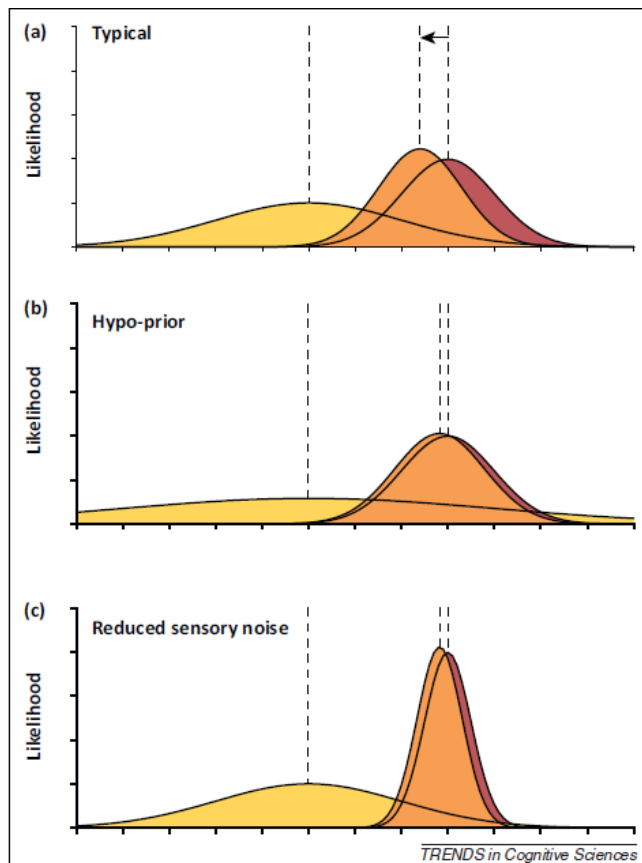 (a) Typical
Likelihood
(b) Hypo-prior
Likelihood
(c) Reduced sensory noise
Likelihood
TRENDS in Cognitive Sciences